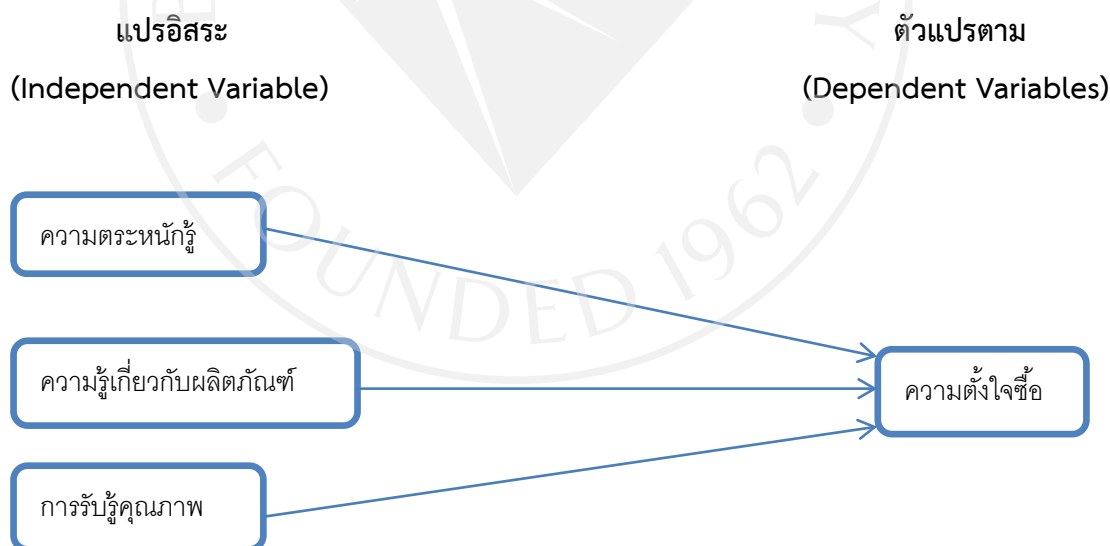 แปรอิสระ
ตัวแปรตาม
(Independent Variable)
(Dependent Variables)
ความตระหนักรู้
ความรู้เกี่ยวกับผลิตภัณฑ์
ความตั้งใจซื้อ
การรับรู้คุณภาพ
FOUNDED 1962